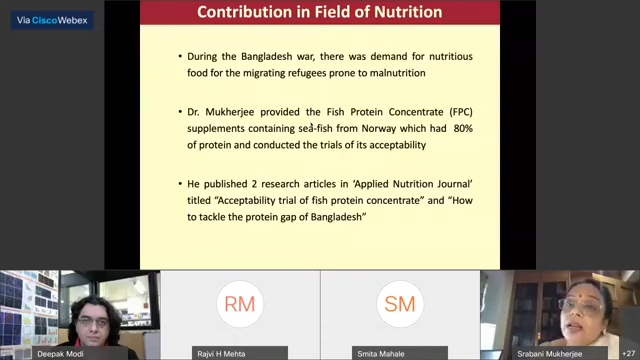 Via CiscoWebex
Contribution in Field of Nutrition
• During the Bangladesh war, there was demand for nutritious
food for the migrating refugees prone to malnutrition
• Dr. Mukherjee provided the Fish Protein Concentrate (FPC)
supplements containing sea-fish from Norway which had 80%
of protein and conducted the trials of its acceptability
• He published 2 research articles in ‘Applied Nutrition Journal’
titled “Acceptability trial of fish protein concentrate” and “How
to tackle the protein gap of Bangladesh”
RM
SM
Deepak Modi
Rajvi H Mehta
Smita Mahale
Srabani Mukherjee
+27